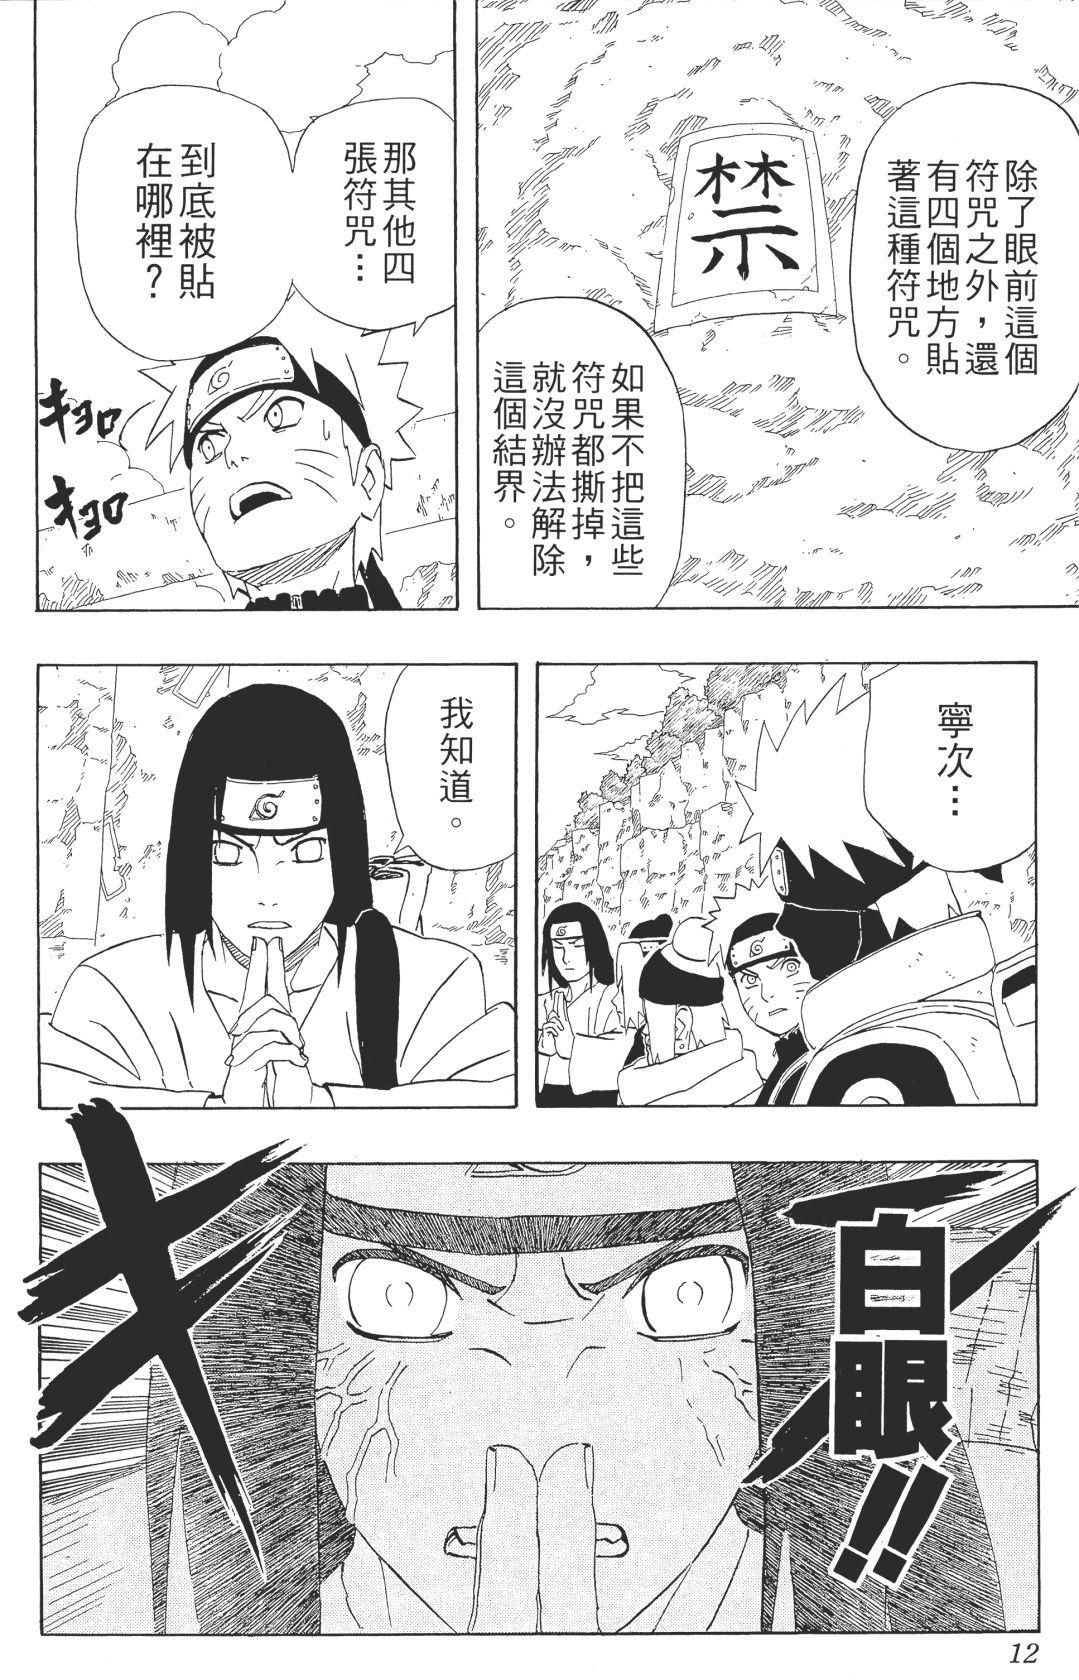 除了眼前這個
符咒之外，還
有四個地方貼
著這種符咒。
禁
如果不把這些
符咒都撕掉，
就沒辦法解除
這個結界。
那其他四
張符咒…
到底被貼
在哪裡？
キョロ
キョロ
寧次…
我知道。
白眼!!
ギン
12